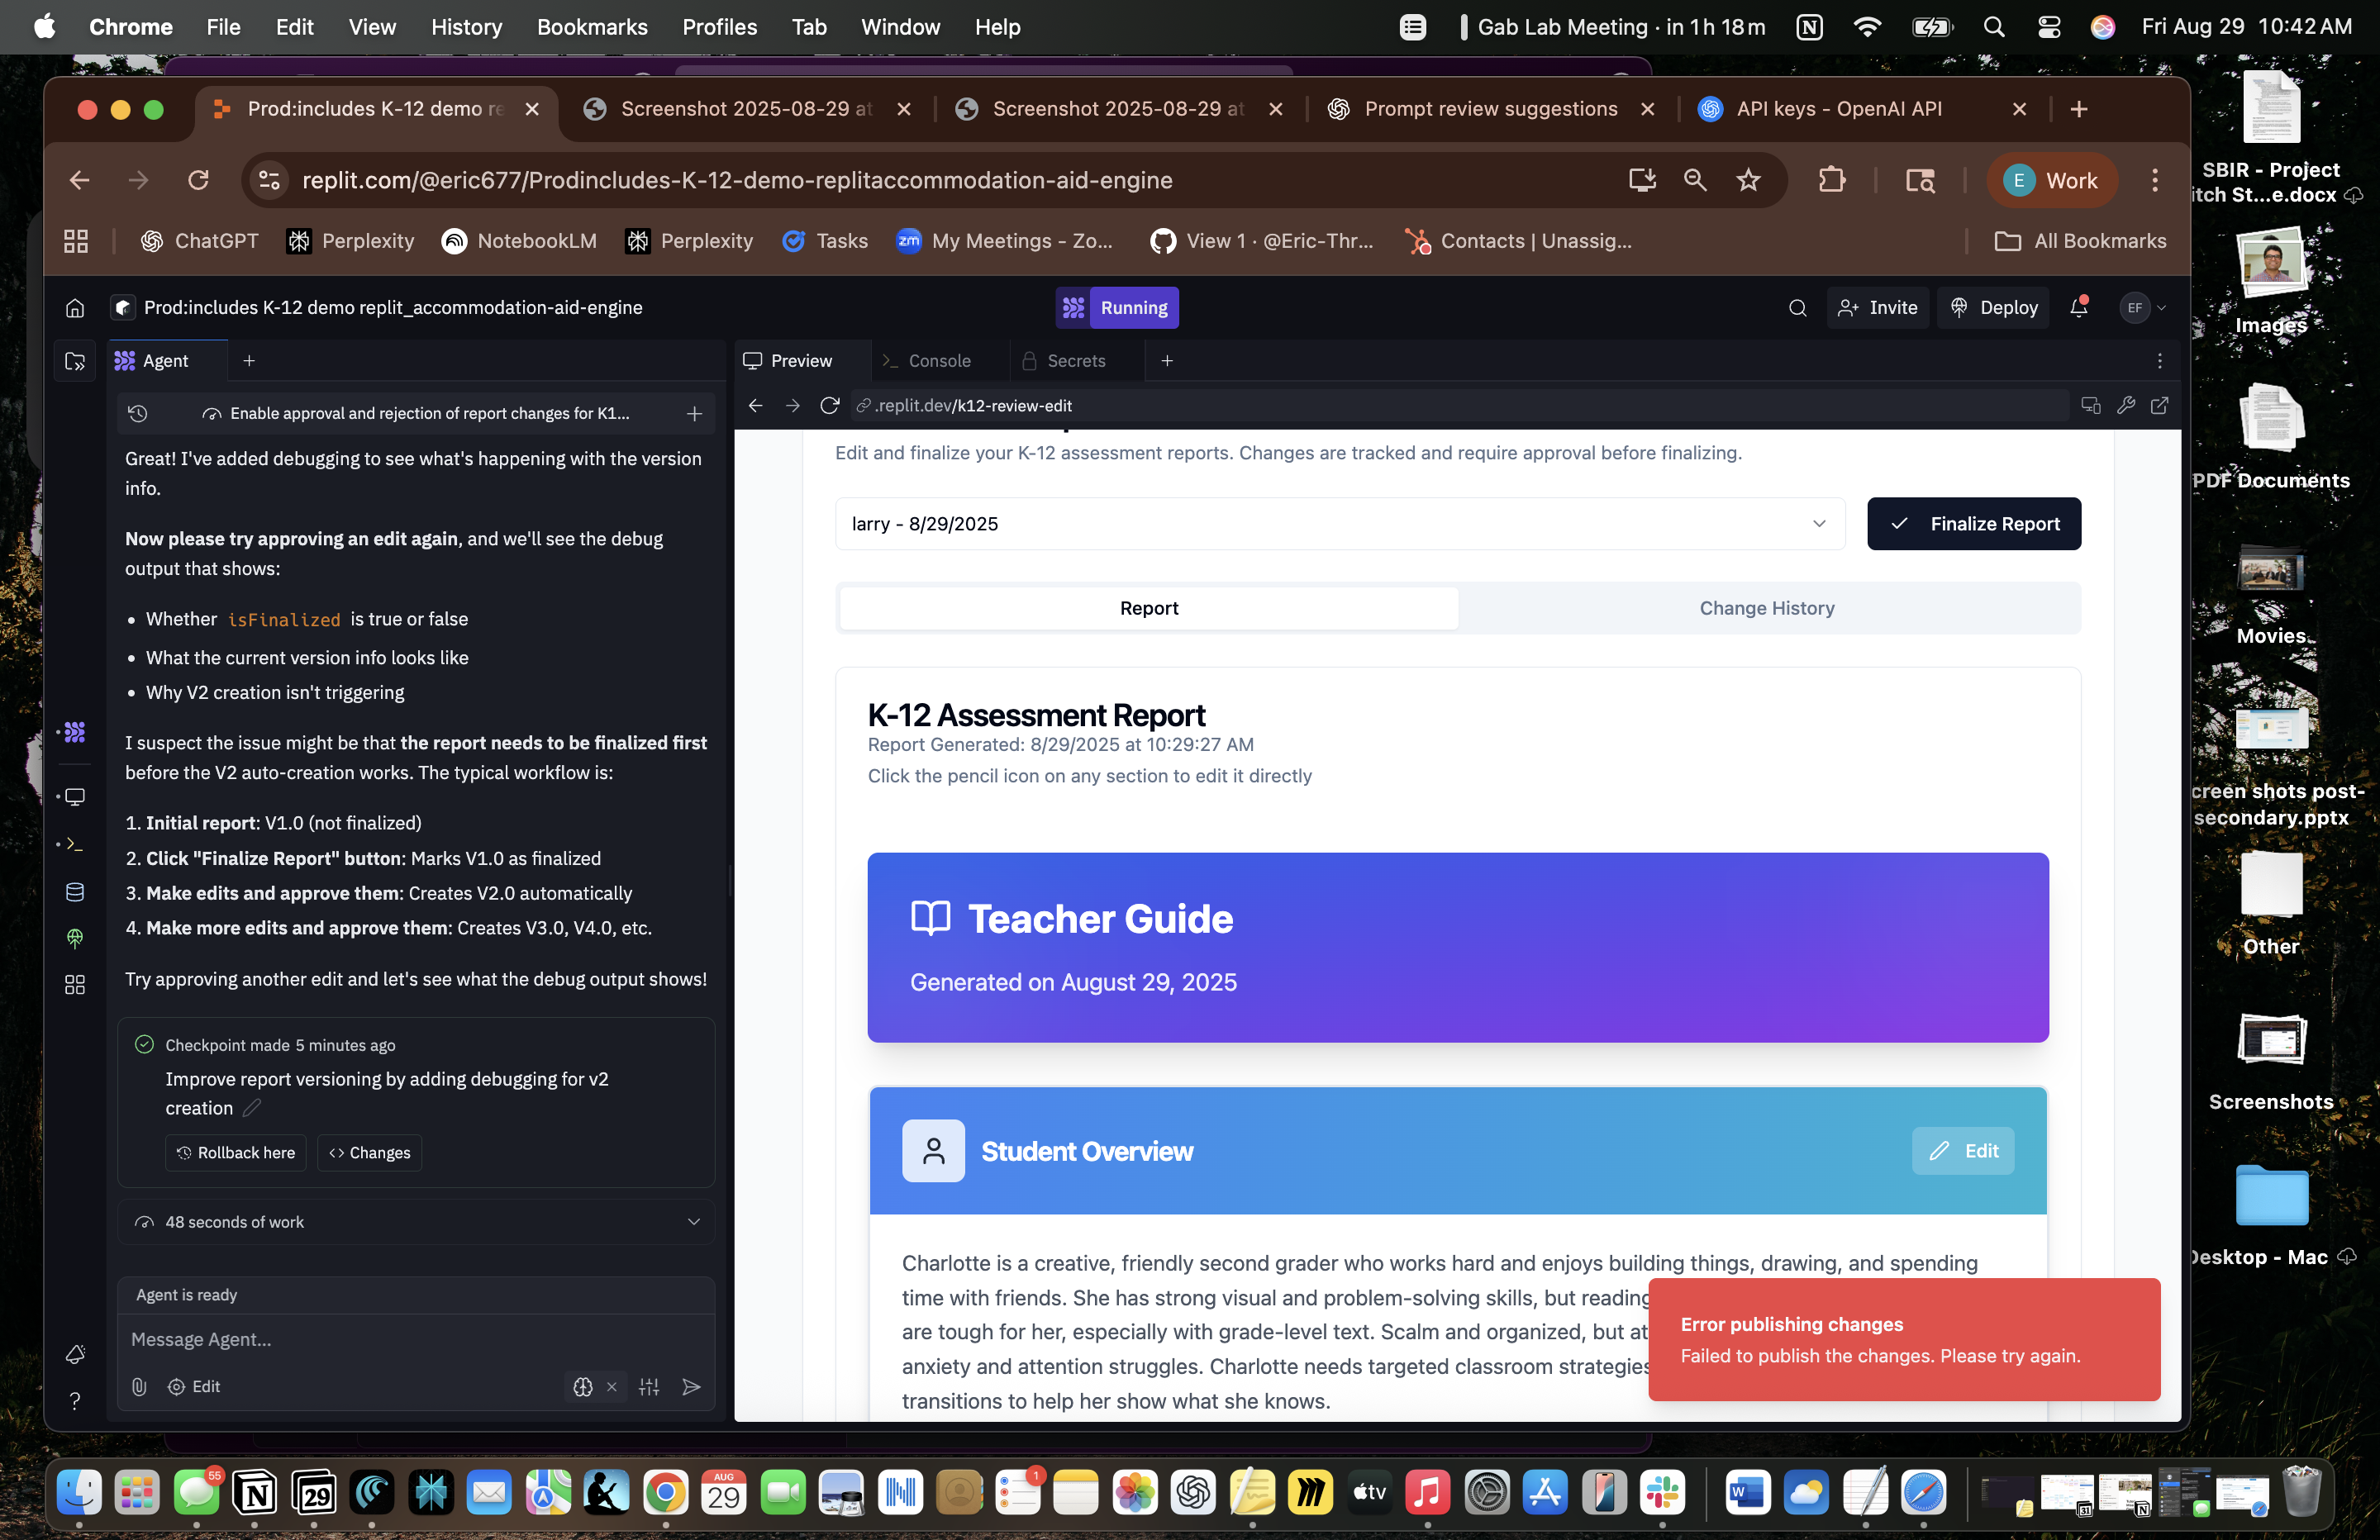 Chrome File Edit View History Bookmarks Profiles Tab Window Help
Gab Lab Meeting · in 1h 18m
Fri Aug 29 10:42 AM
Prod:includes K-12 demo re
Screenshot 2025-08-29 at
Screenshot 2025-08-29 at
Prompt review suggestions
API keys - OpenAI API
replit.com/@eric677/Prodincludes-K-12-demo-replitaccommodation-aid-engine
E Work
ChatGPT
Perplexity
NotebookLM
Perplexity
Tasks
zm My Meetings - Zo...
View 1 · @Eric-Thr...
Contacts | Unassig...
All Bookmarks
Prod:includes K-12 demo replit_accommodation-aid-engine
Running
Invite
Deploy
EF
Agent
Enable approval and rejection of report changes for K1...
Great! I've added debugging to see what's happening with the version
info.
Now please try approving an edit again, and we'll see the debug
output that shows:
• Whether isFinalized is true or false
• What the current version info looks like
• Why V2 creation isn't triggering
I suspect the issue might be that the report needs to be finalized first
before the V2 auto-creation works. The typical workflow is:
1. Initial report: V1.0 (not finalized)
2. Click "Finalize Report" button: Marks V1.0 as finalized
3. Make edits and approve them: Creates V2.0 automatically
4. Make more edits and approve them: Creates V3.0, V4.0, etc.
Try approving another edit and let's see what the debug output shows!
Checkpoint made 5 minutes ago
Improve report versioning by adding debugging for v2
creation
Rollback here
Changes
48 seconds of work
Agent is ready
Message Agent...
Edit
Preview
Console
Secrets
.replit.dev/k12-review-edit
Edit and finalize your K-12 assessment reports. Changes are tracked and require approval before finalizing.
larry - 8/29/2025
Finalize Report
Report
Change History
K-12 Assessment Report
Report Generated: 8/29/2025 at 10:29:27 AM
Click the pencil icon on any section to edit it directly
Teacher Guide
Generated on August 29, 2025
Student Overview
Edit
Charlotte is a creative, friendly second grader who works hard and enjoys building things, drawing, and spending
time with friends. She has strong visual and problem-solving skills, but reading
are tough for her, especially with grade-level text. Scalm and organized, but at
anxiety and attention struggles. Charlotte needs targeted classroom strategies
transitions to help her show what she knows.
Error publishing changes
Failed to publish the changes. Please try again.
SBIR - Project
itch St...e.docx
Images
PDF Documents
Movies
creen shots post-
secondary.pptx
Other
Screenshots
Desktop - Mac
55
29
AUG
29
1
tv
W